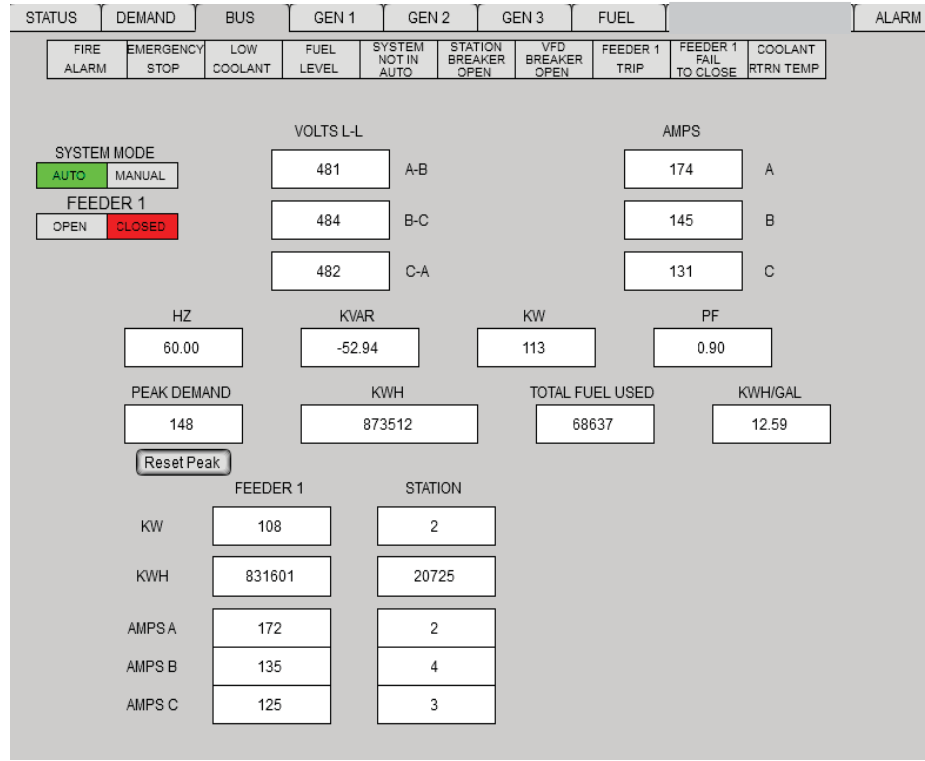 STATUS DEMAND BUS GEN 1 GEN 2 GEN 3 FUEL ALARM
FIRE ALARM EMERGENCY STOP LOW COOLANT FUEL LEVEL SYSTEM NOT IN AUTO STATION BREAKER OPEN VFD BREAKER OPEN FEEDER 1 TRIP FEEDER 1 FAIL TO CLOSE COOLANT RTRN TEMP
VOLTS L-L AMPS
SYSTEM MODE
AUTO MANUAL
481 A-B 174 A
FEEDER 1
OPEN CLOSED
484 B-C 145 B
482 C-A 131 C
HZ KVAR KW PF
60.00 -52.94 113 0.90
PEAK DEMAND KWH TOTAL FUEL USED KWH/GAL
148 873512 68637 12.59
Reset Peak
FEEDER 1 STATION
KW 108 2
KWH 831601 20725
AMPS A 172 2
AMPS B 135 4
AMPS C 125 3